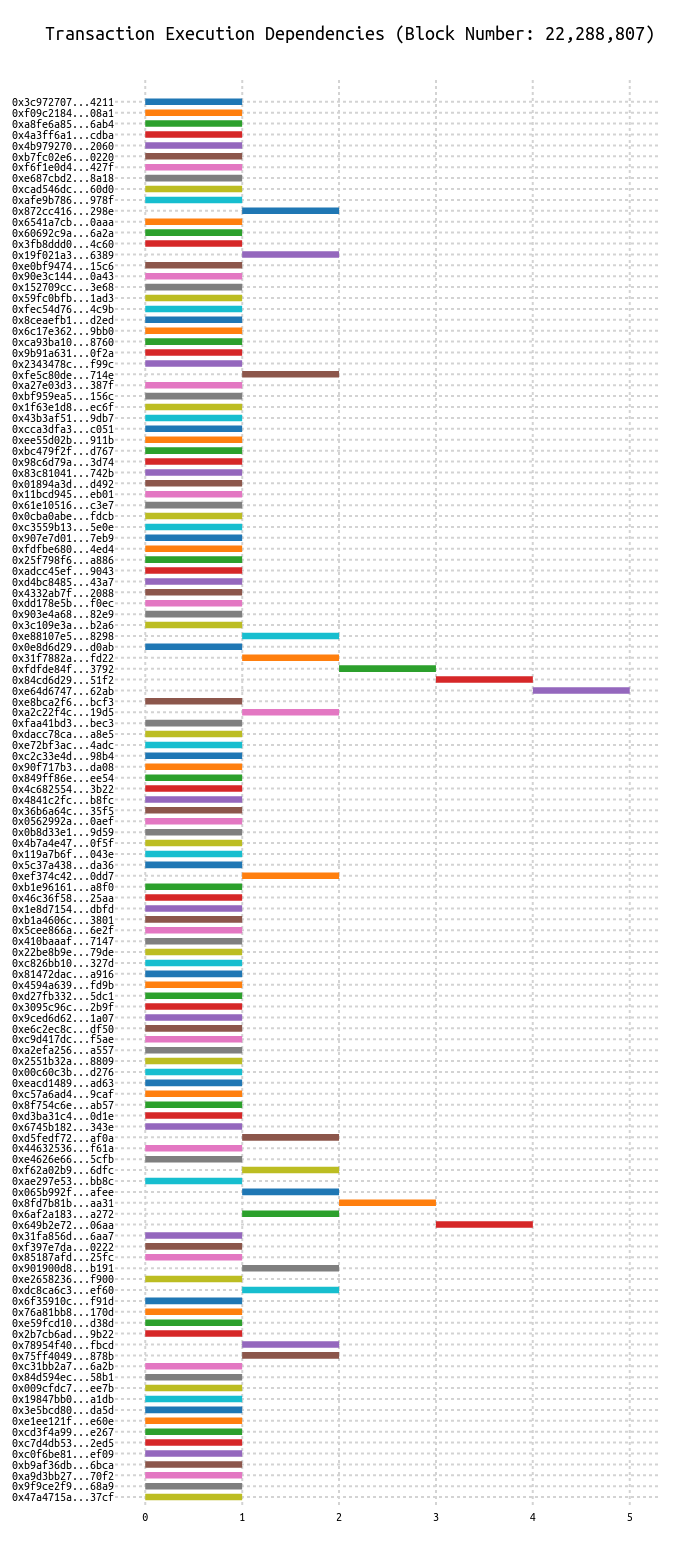 Transaction Execution Dependencies (Block Number: 22,288,807)
0x3c972707...4211
0xf09c2184...08a1
0xa8fe6a85...6ab4
0x4a3ff6a1...cdba
0x4b979270...2060
0xb7fc02e6...0220
0xf6f1e0d4...427f
0xe687cbd2...8a18
0xcad546dc...60d0
0xafe9b786...978f
0x872cc416...298e
0x6541a7cb...0aaa
0x60692c9a...6a2a
0x3fb8ddd0...4c60
0x19f021a3...6389
0xe0bf9474...15c6
0x90e3c144...0a43
0x152709cc...3e68
0x59fc0bfb...1ad3
0xfec54d76...4c9b
0x8ceaefb1...d2ed
0x6c17e362...9bb0
0xca93ba10...8760
0x9b91a631...0f2a
0x2343478c...f99c
0xfe5c80de...714e
0xa27e03d3...387f
0xbf959ea5...156c
0x1f63e1d8...ec6f
0x43b3af51...9db7
0xcca3dfa3...c051
0xee55d02b...911b
0xbc479f2f...d767
0x98c6d79a...3d74
0x83c81041...742b
0x01894a3d...d492
0x11bcd945...eb01
0x61e10516...c3e7
0x0cba0abe...fdcb
0xc3559b13...5e0e
0x907e7d01...7eb9
0xfdfbe680...4ed4
0x25f798f6...a886
0xadcc45ef...9043
0xd4bc8485...43a7
0x4332ab7f...2088
0xdd178e5b...f0ec
0x903e4a68...82e9
0x3c109e3a...b2a6
0xe88107e5...8298
0x0e8d6d29...d0ab
0x31f7882a...fd22
0xfdfde84f...3792
0x84cd6d29...51f2
0xe64d6747...62ab
0xe8bca2f6...bcf3
0xa2c22f4c...19d5
0xfaa41bd3...bec3
0xdacc78ca...a8e5
0xe72bf3ac...4adc
0xc2c33e4d...98b4
0x90f717b3...da08
0x849ff86e...ee54
0x4c682554...3b22
0x4841c2fc...b8fc
0x36b6a64c...35f5
0x0562992a...0aef
0x0b8d33e1...9d59
0x4b7a4e47...0f5f
0x119a7b6f...043e
0x5c37a438...da36
0xef374c42...0dd7
0xb1e96161...a8f0
0x46c36f58...25aa
0x1e8d7154...dbfd
0xb1a4606c...3801
0x5cee866a...6e2f
0x410baaaf...7147
0x22be8b9e...79de
0xc826bb10...327d
0x81472dac...a916
0x4594a639...fd9b
0xd27fb332...5dc1
0x3095c96c...2b9f
0x9ced6d62...1a07
0xe6c2ec8c...df50
0xc9d417dc...f5ae
0xa2efa256...a557
0x2551b32a...8809
0x00c60c3b...d276
0xeacd1489...ad63
0xc57a6ad4...9caf
0x8f754c6e...ab57
0xd3ba31c4...0d1e
0x6745b182...343e
0xd5fedf72...af0a
0x44632536...f61a
0xe4626e66...5cfb
0xf62a02b9...6dfc
0xae297e53...bb8c
0x065b992f...afee
0x8fd7b81b...aa31
0x6af2a183...a272
0x649b2e72...06aa
0x31fa856d...6aa7
0xf397e7da...0222
0x85187afd...25fc
0x901900d8...b191
0xe2658236...f900
0xdc8ca6c3...ef60
0x6f35910c...f91d
0x76a81bb8...170d
0xe59fcd10...d38d
0x2b7cb6ad...9b22
0x78954f40...fbcd
0x75ff4049...878b
0xc31bb2a7...6a2b
0x84d594ec...58b1
0x009cfdc7...ee7b
0x19847bb0...a1db
0x3e5bcd80...da5d
0xe1ee121f...e60e
0xcd3f4a99...e267
0xc7d4db53...2ed5
0xc0f6be81...ef09
0xb9af36db...6bca
0xa9d3bb27...70f2
0x9f9ce2f9...68a9
0x47a4715a...37cf
0 1 2 3 4 5